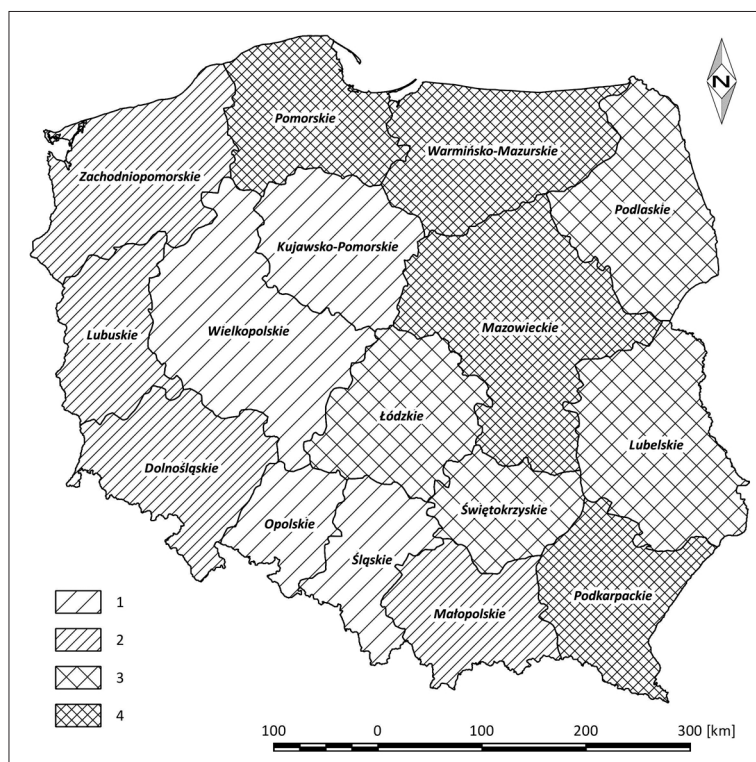 N
Pomorskie
Warmińsko-Mazurskie
Zachodniopomorskie
Podlaskie
Kujawsko-Pomorskie
Mazowieckie
Lubuskie
Wielkopolskie
Łódzkie
Lubelskie
Dolnośląskie
Świętokrzyskie
Opolskie
Śląskie
Podkarpackie
Małopolskie
1
2
3
4
100 0 100 200 300 [km]